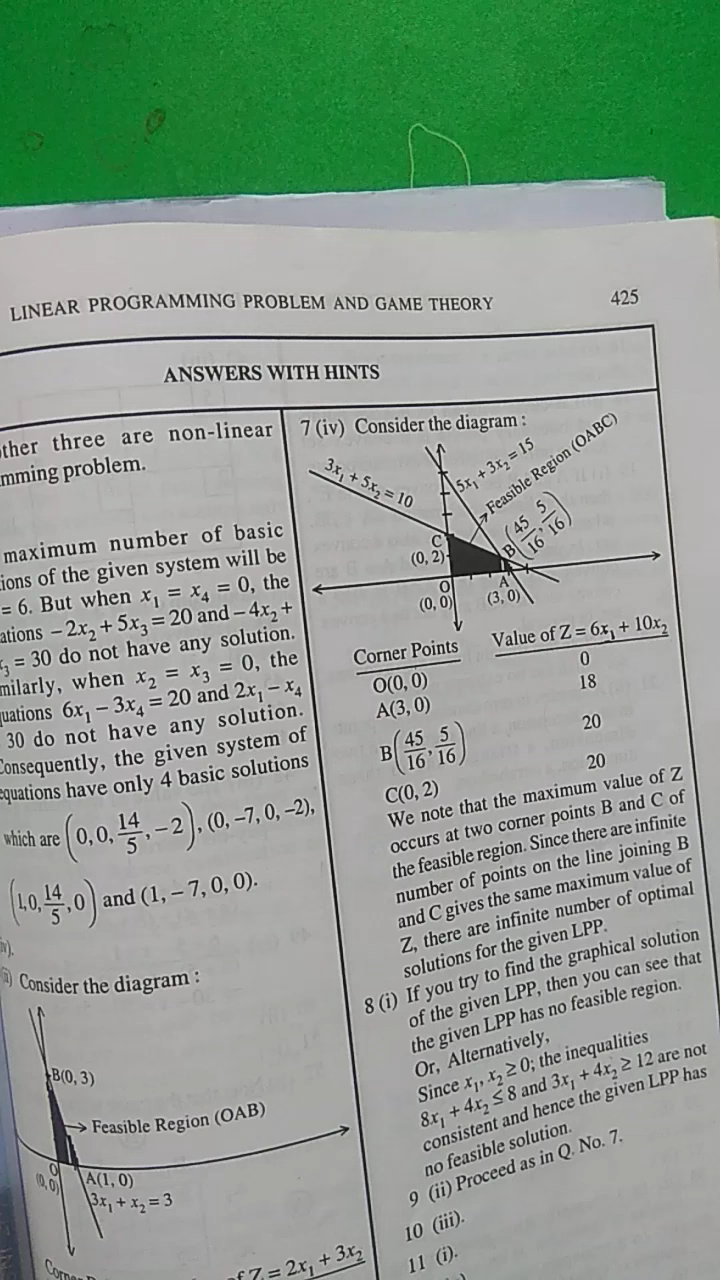 LINEAR PROGRAMMING PROBLEM AND GAME THEORY 425
ANSWERS WITH HINTS
other three are non-linear
mming problem.
maximum number of basic
ions of the given system will be
= 6. But when x₁ = x₄ = 0, the
ations – 2x₂ + 5x₃ = 20 and – 4x₂ +
x₃ = 30 do not have any solution.
milarly, when x₂ = x₃ = 0, the
quations 6x₁ – 3x₄ = 20 and 2x₁ – x₄
30 do not have any solution.
Consequently, the given system of
equations have only 4 basic solutions
which are (0, 0, 14/5, –2), (0, –7, 0, –2),
(1, 0, 14/5, 0) and (1, – 7, 0, 0).
iv).
Consider the diagram :
B(0, 3)
Feasible Region (OAB)
O
(0, 0)
A(1, 0)
3x₁ + x₂ = 3
of Z = 2x₁ + 3x₂
7 (iv) Consider the diagram :
3x₁ + 5x₂ = 10
5x₁ + 3x₂ = 15
Feasible Region (OABC)
C
(0, 2)
B(45/16, 5/16)
O
(0, 0)
A
(3, 0)
Corner Points Value of Z = 6x₁ + 10x₂
O(0, 0) 0
A(3, 0) 18
B(45/16, 5/16) 20
C(0, 2) 20
We note that the maximum value of Z
occurs at two corner points B and C of
the feasible region. Since there are infinite
number of points on the line joining B
and C gives the same maximum value of
Z, there are infinite number of optimal
solutions for the given LPP.
8 (i) If you try to find the graphical solution
of the given LPP, then you can see that
the given LPP has no feasible region.
Or, Alternatively,
Since x₁, x₂ ≥ 0; the inequalities
8x₁ + 4x₂ ≤ 8 and 3x₁ + 4x₂ ≥ 12 are not
consistent and hence the given LPP has
no feasible solution.
9 (ii) Proceed as in Q. No. 7.
10 (iii).
11 (i).